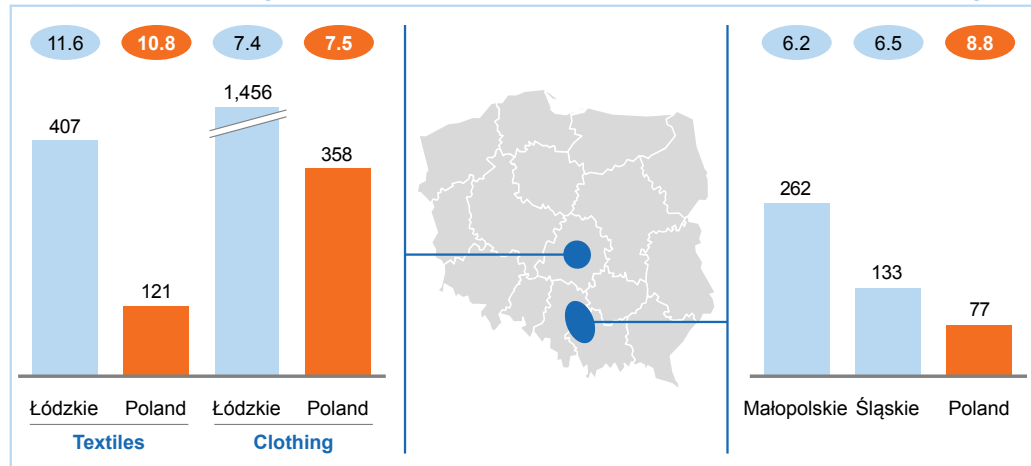 11.6 10.8 7.4 7.5
407 121 1,456 358
Łódzkie Poland Łódzkie Poland
Textiles Clothing
6.2 6.5 8.8
262 133 77
Małopolskie Śląskie Poland